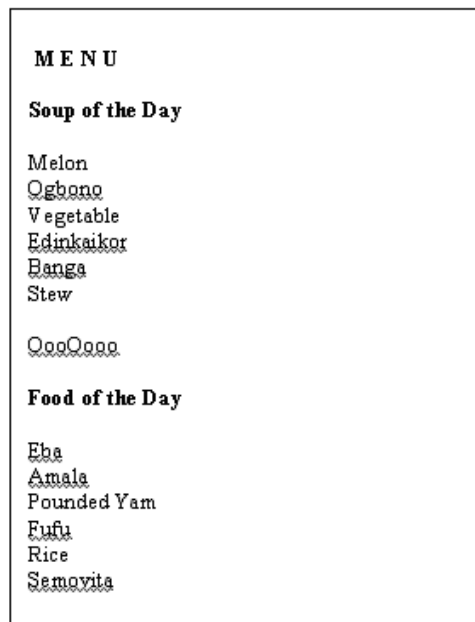 M E N U
Soup of the Day
Melon
Ogbono
Vegetable
Edinkaikor
Banga
Stew
OooOooo
Food of the Day
Eba
Amala
Pounded Yam
Fufu
Rice
Semovita